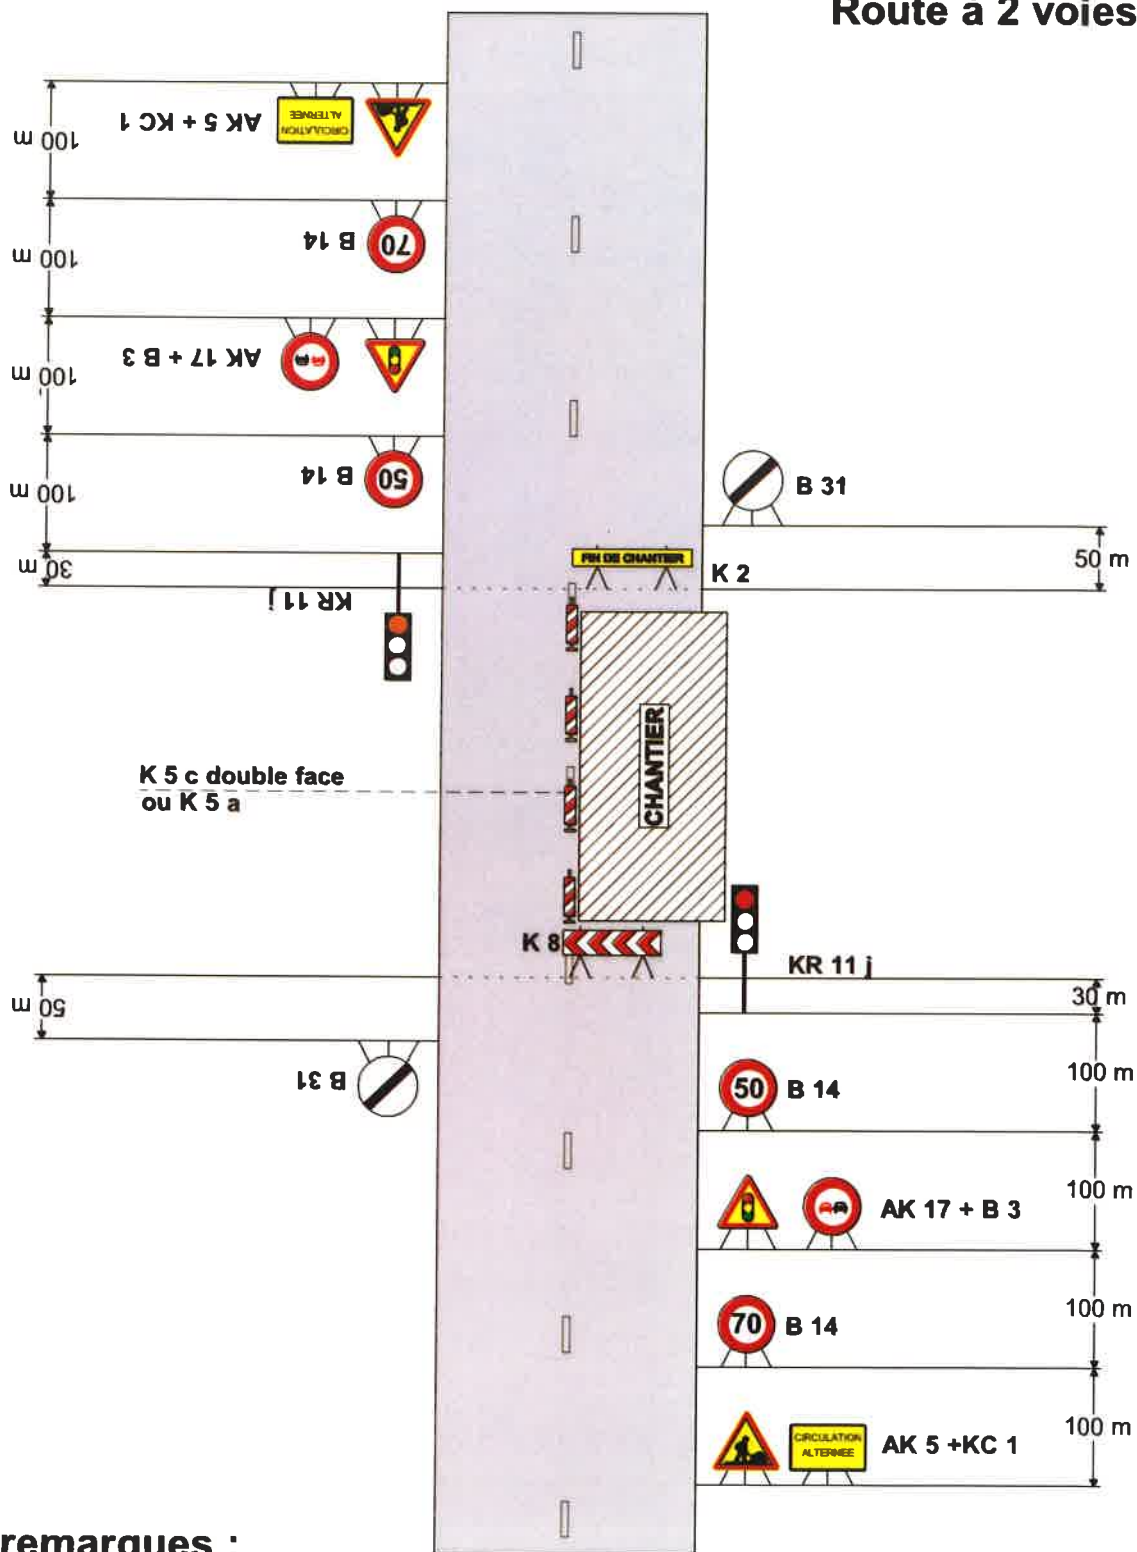 Route à 2 voies
AK 5 + KC 1
CIRCULATION
ALTERNÉE
100 m
B 14
70
100 m
AK 17 + B 3
100 m
B 14
50
100 m
B 31
30 m
50 m
FIN DE CHANTIER
K 2
KR 11 j
CHANTIER
K 5 c double face
ou K 5 a
K 8
KR 11 j
50 m
30 m
B 31
50
B 14
100 m
AK 17 + B 3
100 m
70
B 14
100 m
CIRCULATION
ALTERNEE
AK 5 +KC 1
100 m
remarques :